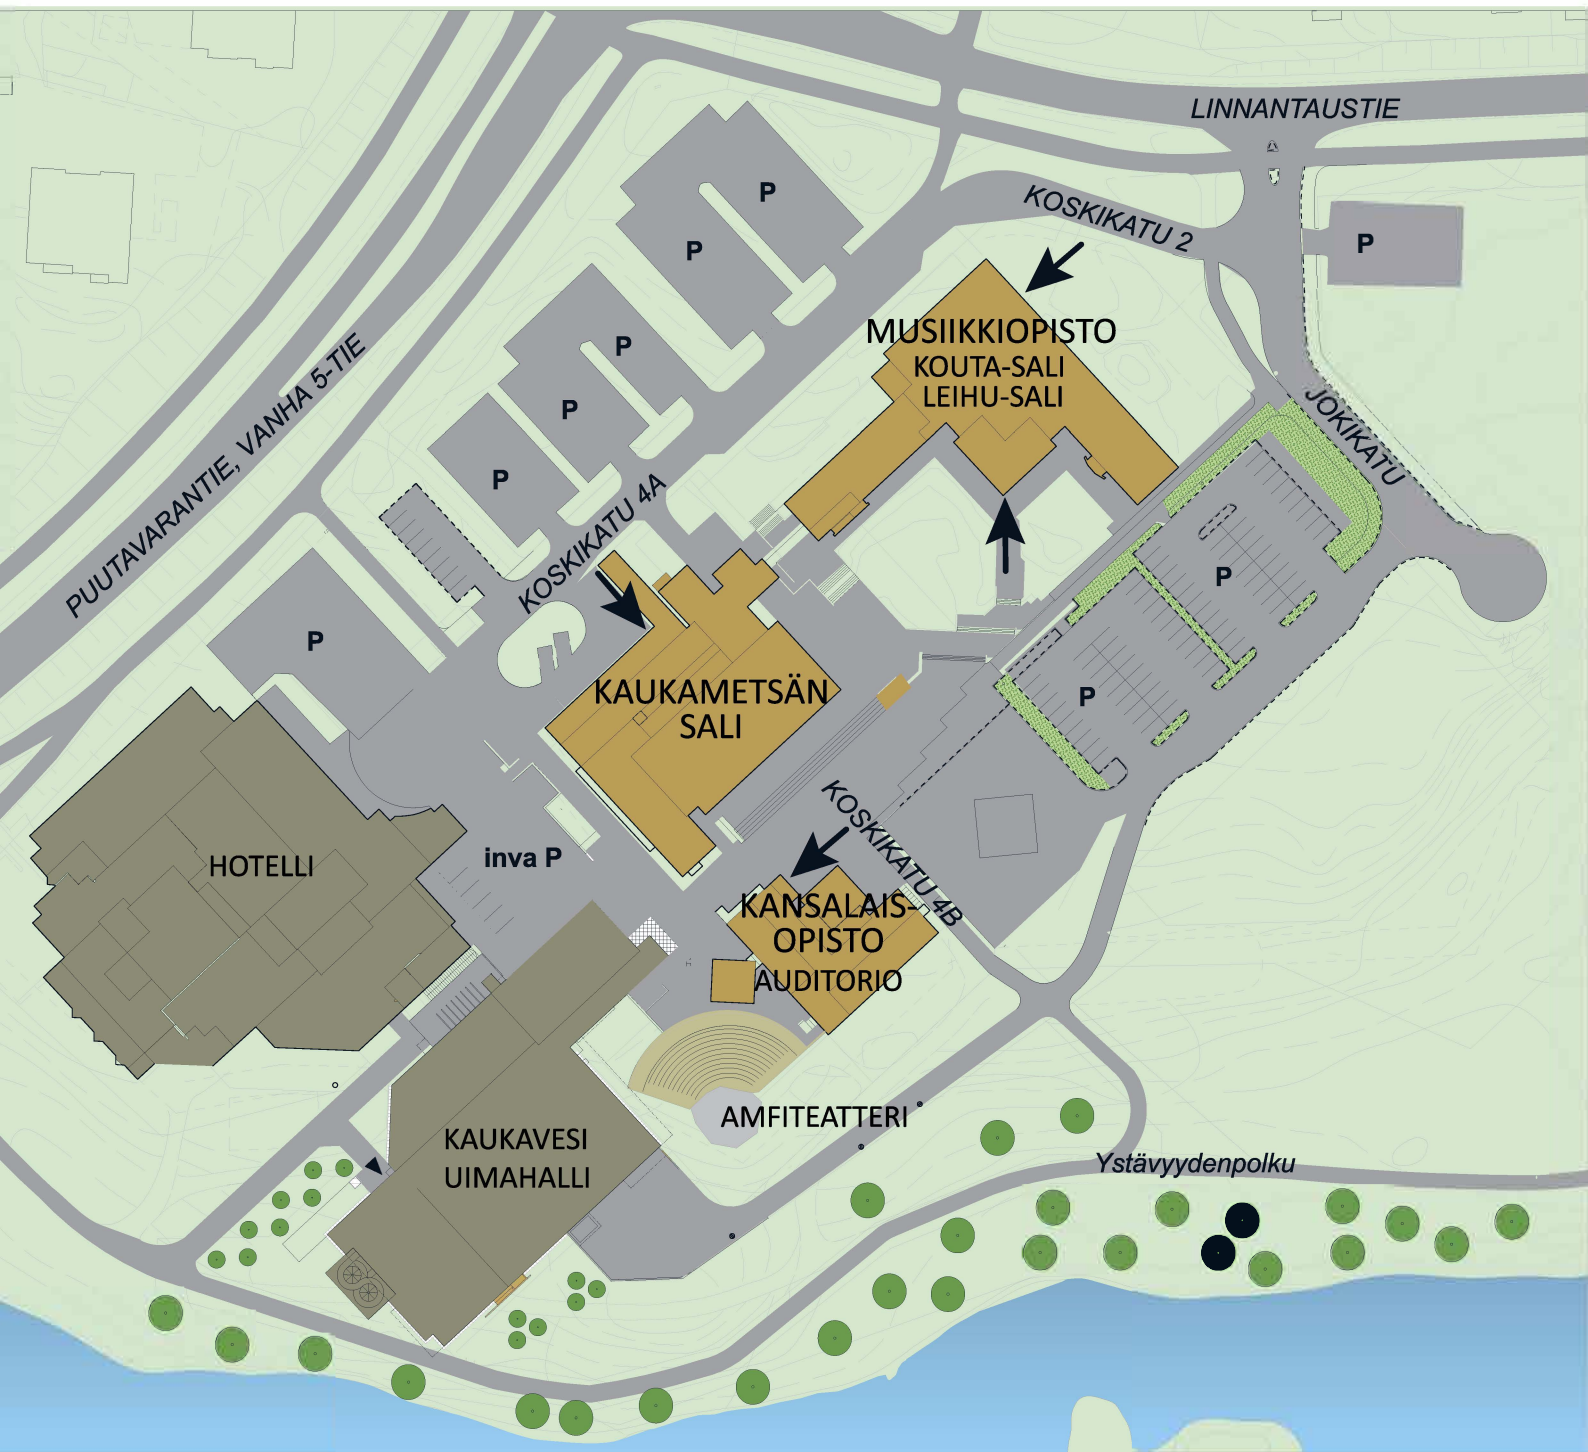 LINNANTAUSTIE
P
KOSKIKATU 2
P
P
P
MUSIIKKIOPISTO
KOUTA-SALI
LEIHU-SALI
P
P
PUUTAVARANTIE, VANHA 5-TIE
JOKIKATU
P
KOSKIKATU 4A
P
P
KAUKAMETSÄN
SALI
P
KOSKIKATU 4B
HOTELLI
inva P
KANSALAIS-
OPISTO
AUDITORIO
AMFITEATTERI
KAUKAVESI
UIMAHALLI
Ystävyydenpolku